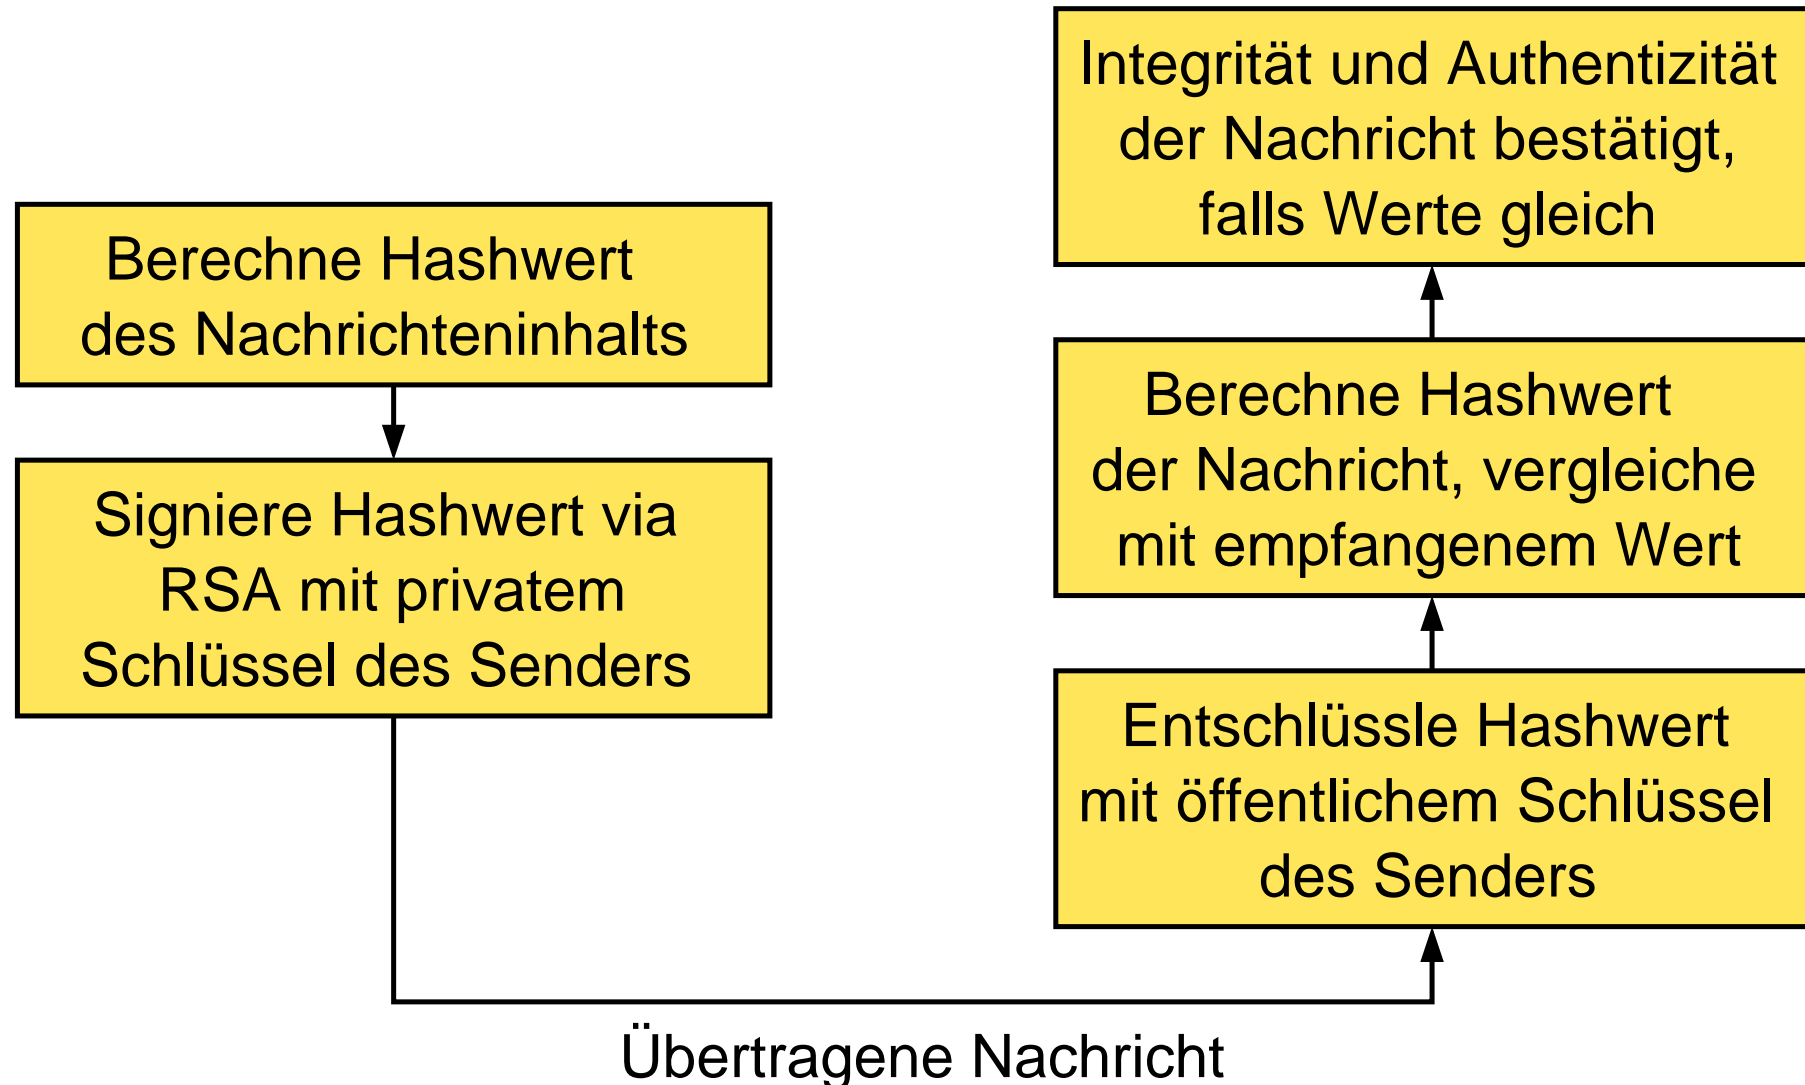 Berechne Hashwert
des Nachrichteninhalts
Signiere Hashwert via
RSA mit privatem
Schlüssel des Senders
Übertragene Nachricht
Entschlüssle Hashwert
mit öffentlichem Schlüssel
des Senders
Berechne Hashwert
der Nachricht, vergleiche
mit empfangenem Wert
Integrität und Authentizität
der Nachricht bestätigt,
falls Werte gleich